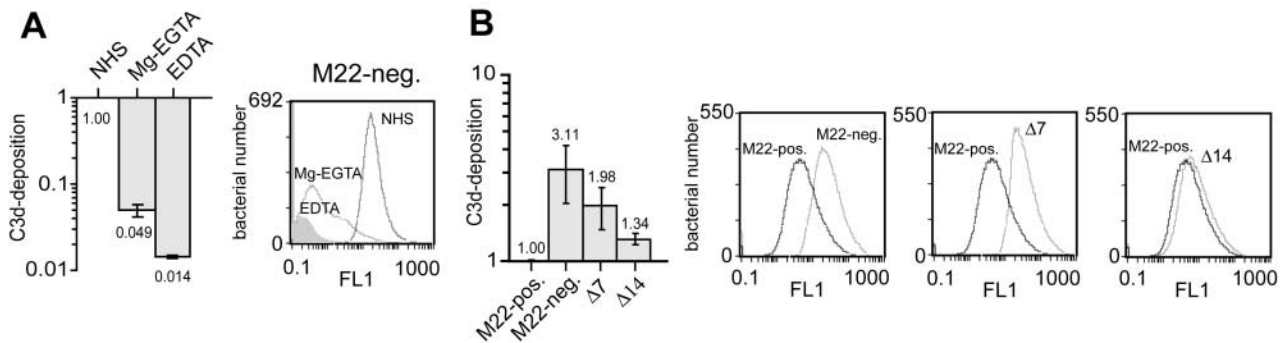 A
NHS
Mg-EGTA
EDTA
C3d-deposition
1
0.1
0.01
1.00
0.049
0.014
M22-neg.
bacterial number
692
0
NHS
Mg-EGTA
EDTA
0.1
1000
FL1
B
C3d-deposition
10
1
1.00
3.11
1.98
1.34
M22-pos.
M22-neg.
Δ7
Δ14
bacterial number
550
0
M22-pos.
M22-neg.
0.1
1000
FL1
bacterial number
550
0
M22-pos.
Δ7
0.1
1000
FL1
bacterial number
550
0
M22-pos.
Δ14
0.1
1000
FL1